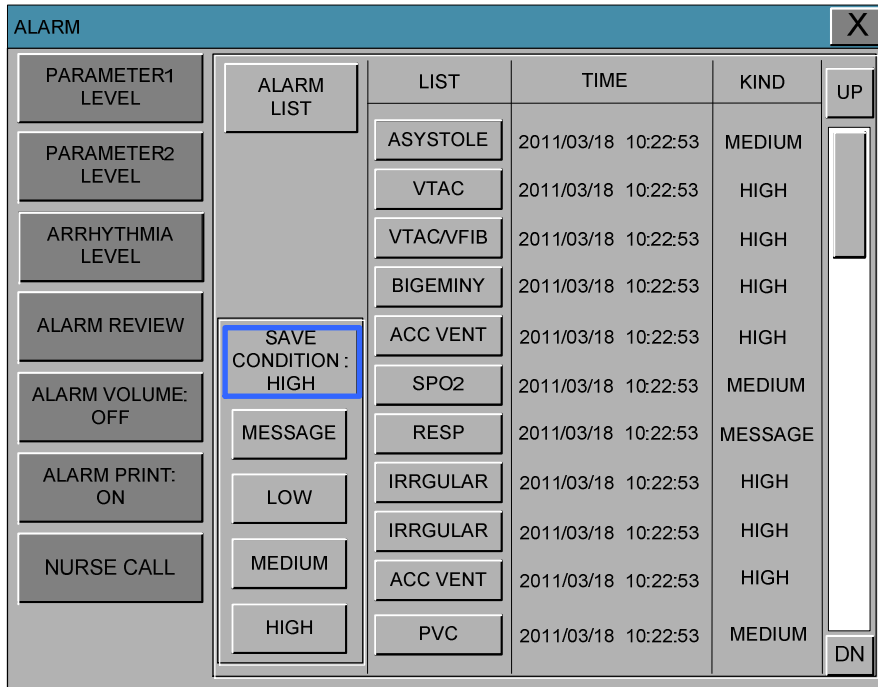 ALARM
X
PARAMETER1
LEVEL
PARAMETER2
LEVEL
ARRHYTHMIA
LEVEL
ALARM REVIEW
ALARM VOLUME:
OFF
ALARM PRINT:
ON
NURSE CALL
ALARM
LIST
SAVE
CONDITION :
HIGH
MESSAGE
LOW
MEDIUM
HIGH
LIST TIME KIND
ASYSTOLE 2011/03/18 10:22:53 MEDIUM
VTAC 2011/03/18 10:22:53 HIGH
VTAC/VFIB 2011/03/18 10:22:53 HIGH
BIGEMINY 2011/03/18 10:22:53 HIGH
ACC VENT 2011/03/18 10:22:53 HIGH
SPO2 2011/03/18 10:22:53 MEDIUM
RESP 2011/03/18 10:22:53 MESSAGE
IRRGULAR 2011/03/18 10:22:53 HIGH
IRRGULAR 2011/03/18 10:22:53 HIGH
ACC VENT 2011/03/18 10:22:53 HIGH
PVC 2011/03/18 10:22:53 MEDIUM
UP
DN